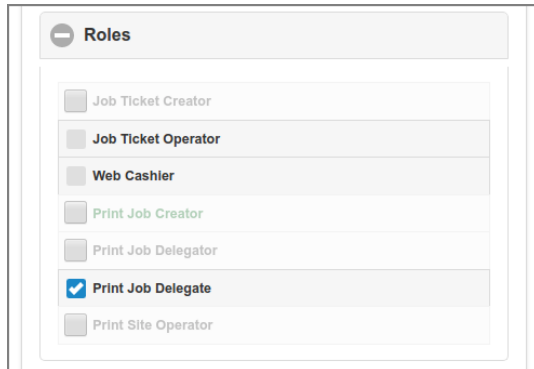 Roles
Job Ticket Creator
Job Ticket Operator
Web Cashier
Print Job Creator
Print Job Delegator
Print Job Delegate
Print Site Operator